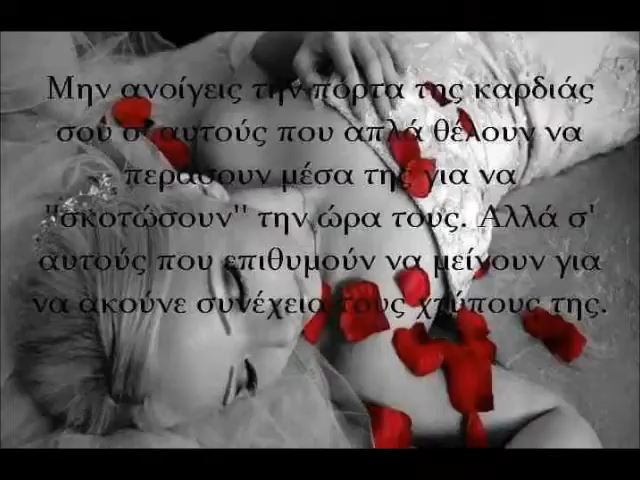 Μην ανοίγεις την πόρτα της καρδιάς
σου σ' αυτούς που απλά θέλουν να
περάσουν μέσα της για να
"σκοτώσουν" την ώρα τους. Αλλά σ'
αυτούς που επιθυμούν να μείνουν για
να ακούνε συνέχεια τους χτύπους της.